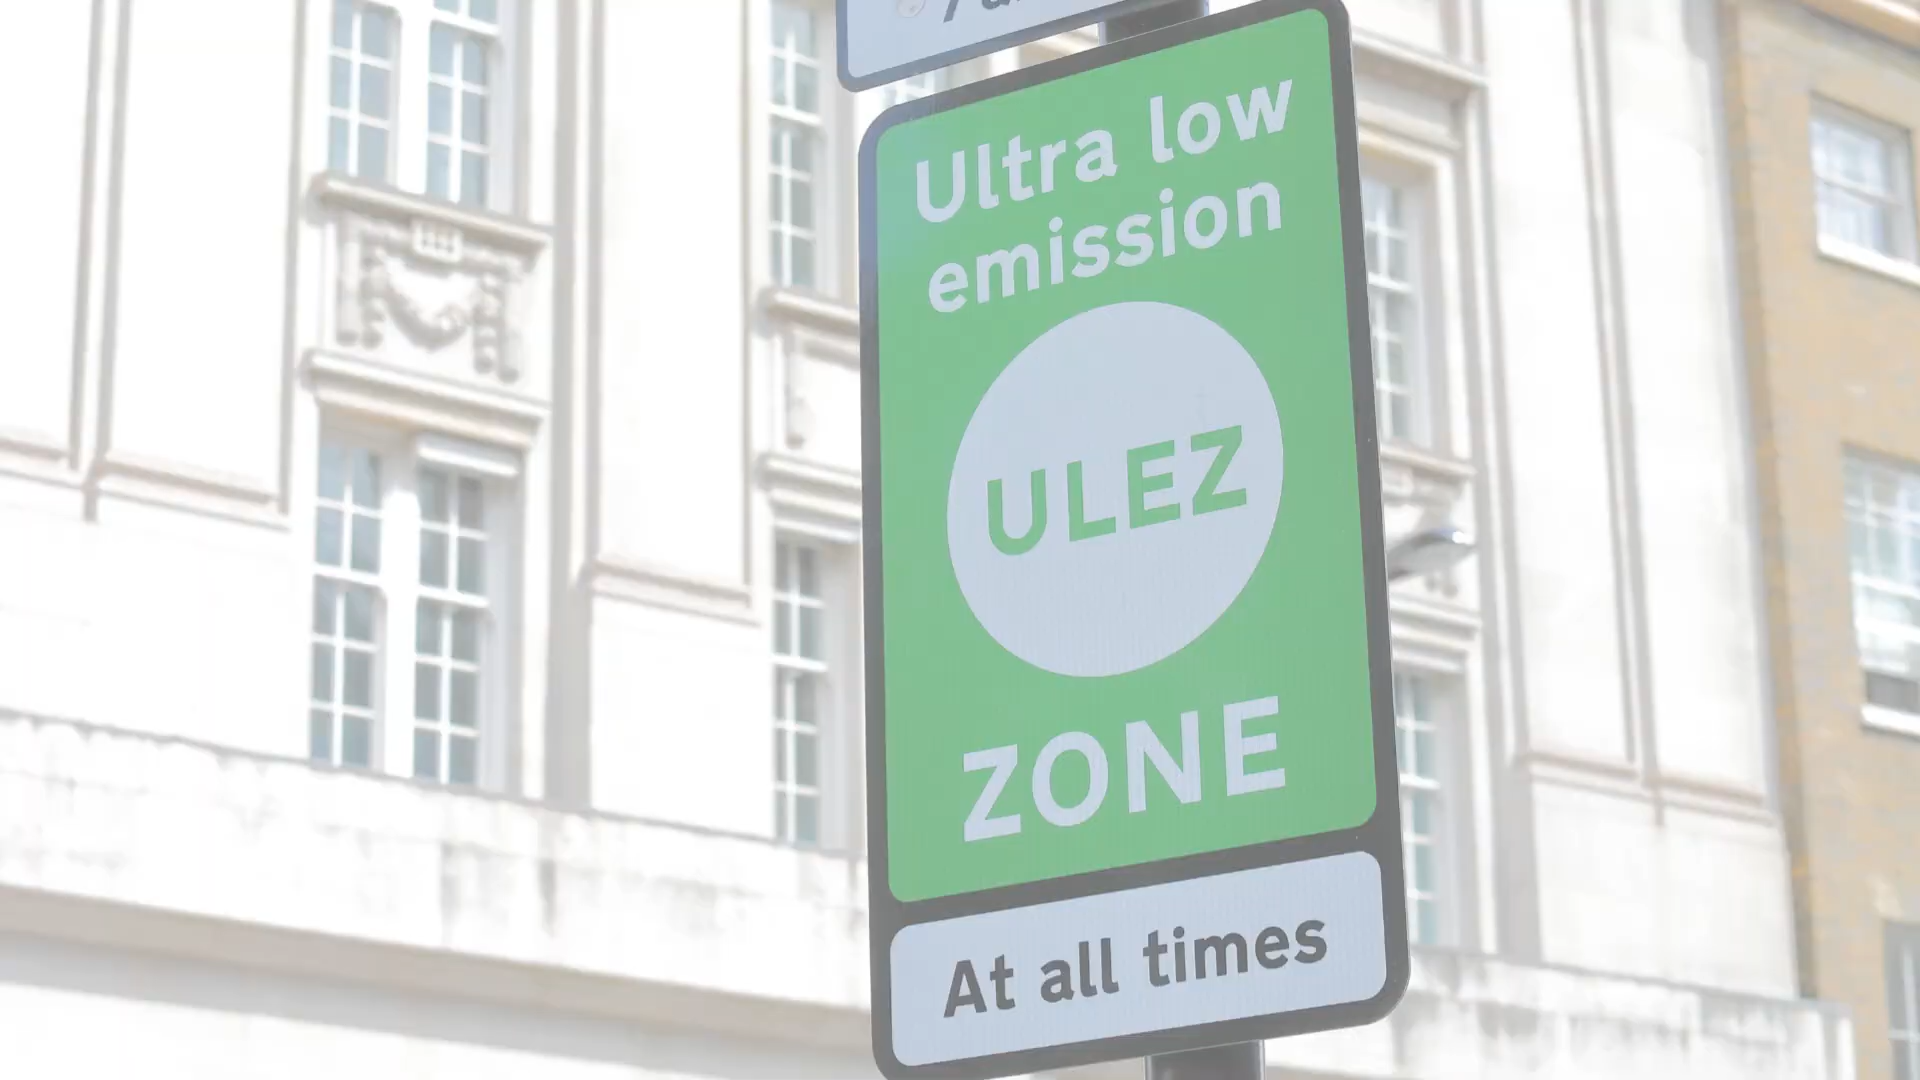 Ultra low
emission
ULEZ
ZONE
At all times